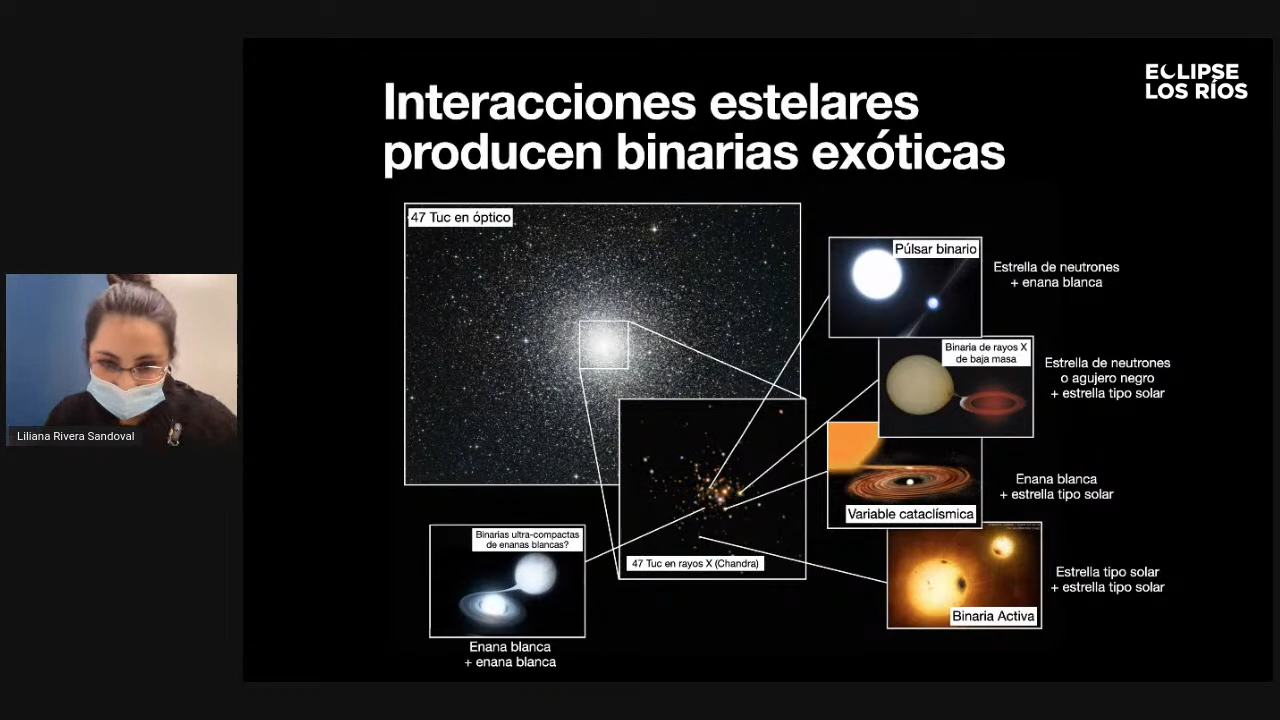 ECLIPSE
LOS RÍOS
Interacciones estelares
producen binarias exóticas
47 Tuc en óptico
Púlsar binario
Estrella de neutrones
+ enana blanca
Binaria de rayos X
de baja masa
Estrella de neutrones
o agujero negro
+ estrella tipo solar
Liliana Rivera Sandoval
Enana blanca
+ estrella tipo solar
Variable cataclísmica
Binarias ultra-compactas
de enanas blancas?
47 Tuc en rayos X (Chandra)
Estrella tipo solar
+ estrella tipo solar
Binaria Activa
Enana blanca
+ enana blanca